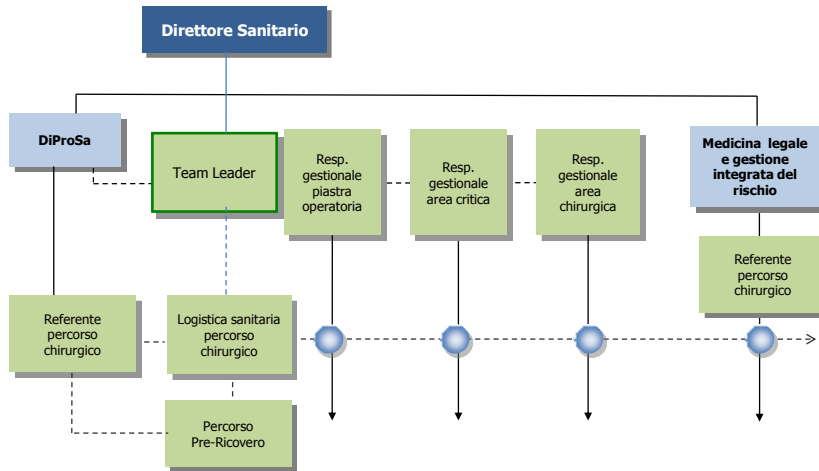 Direttore Sanitario
DiProSa
Team Leader
Resp.
gestionale
piastra
operatoria
Resp.
gestionale
area critica
Resp.
gestionale
area
chirurgica
Medicina legale
e gestione
integrata del
rischio
Referente
percorso
chirurgico
Referente
percorso
chirurgico
Logistica sanitaria
percorso
chirurgico
Percorso
Pre-Ricovero